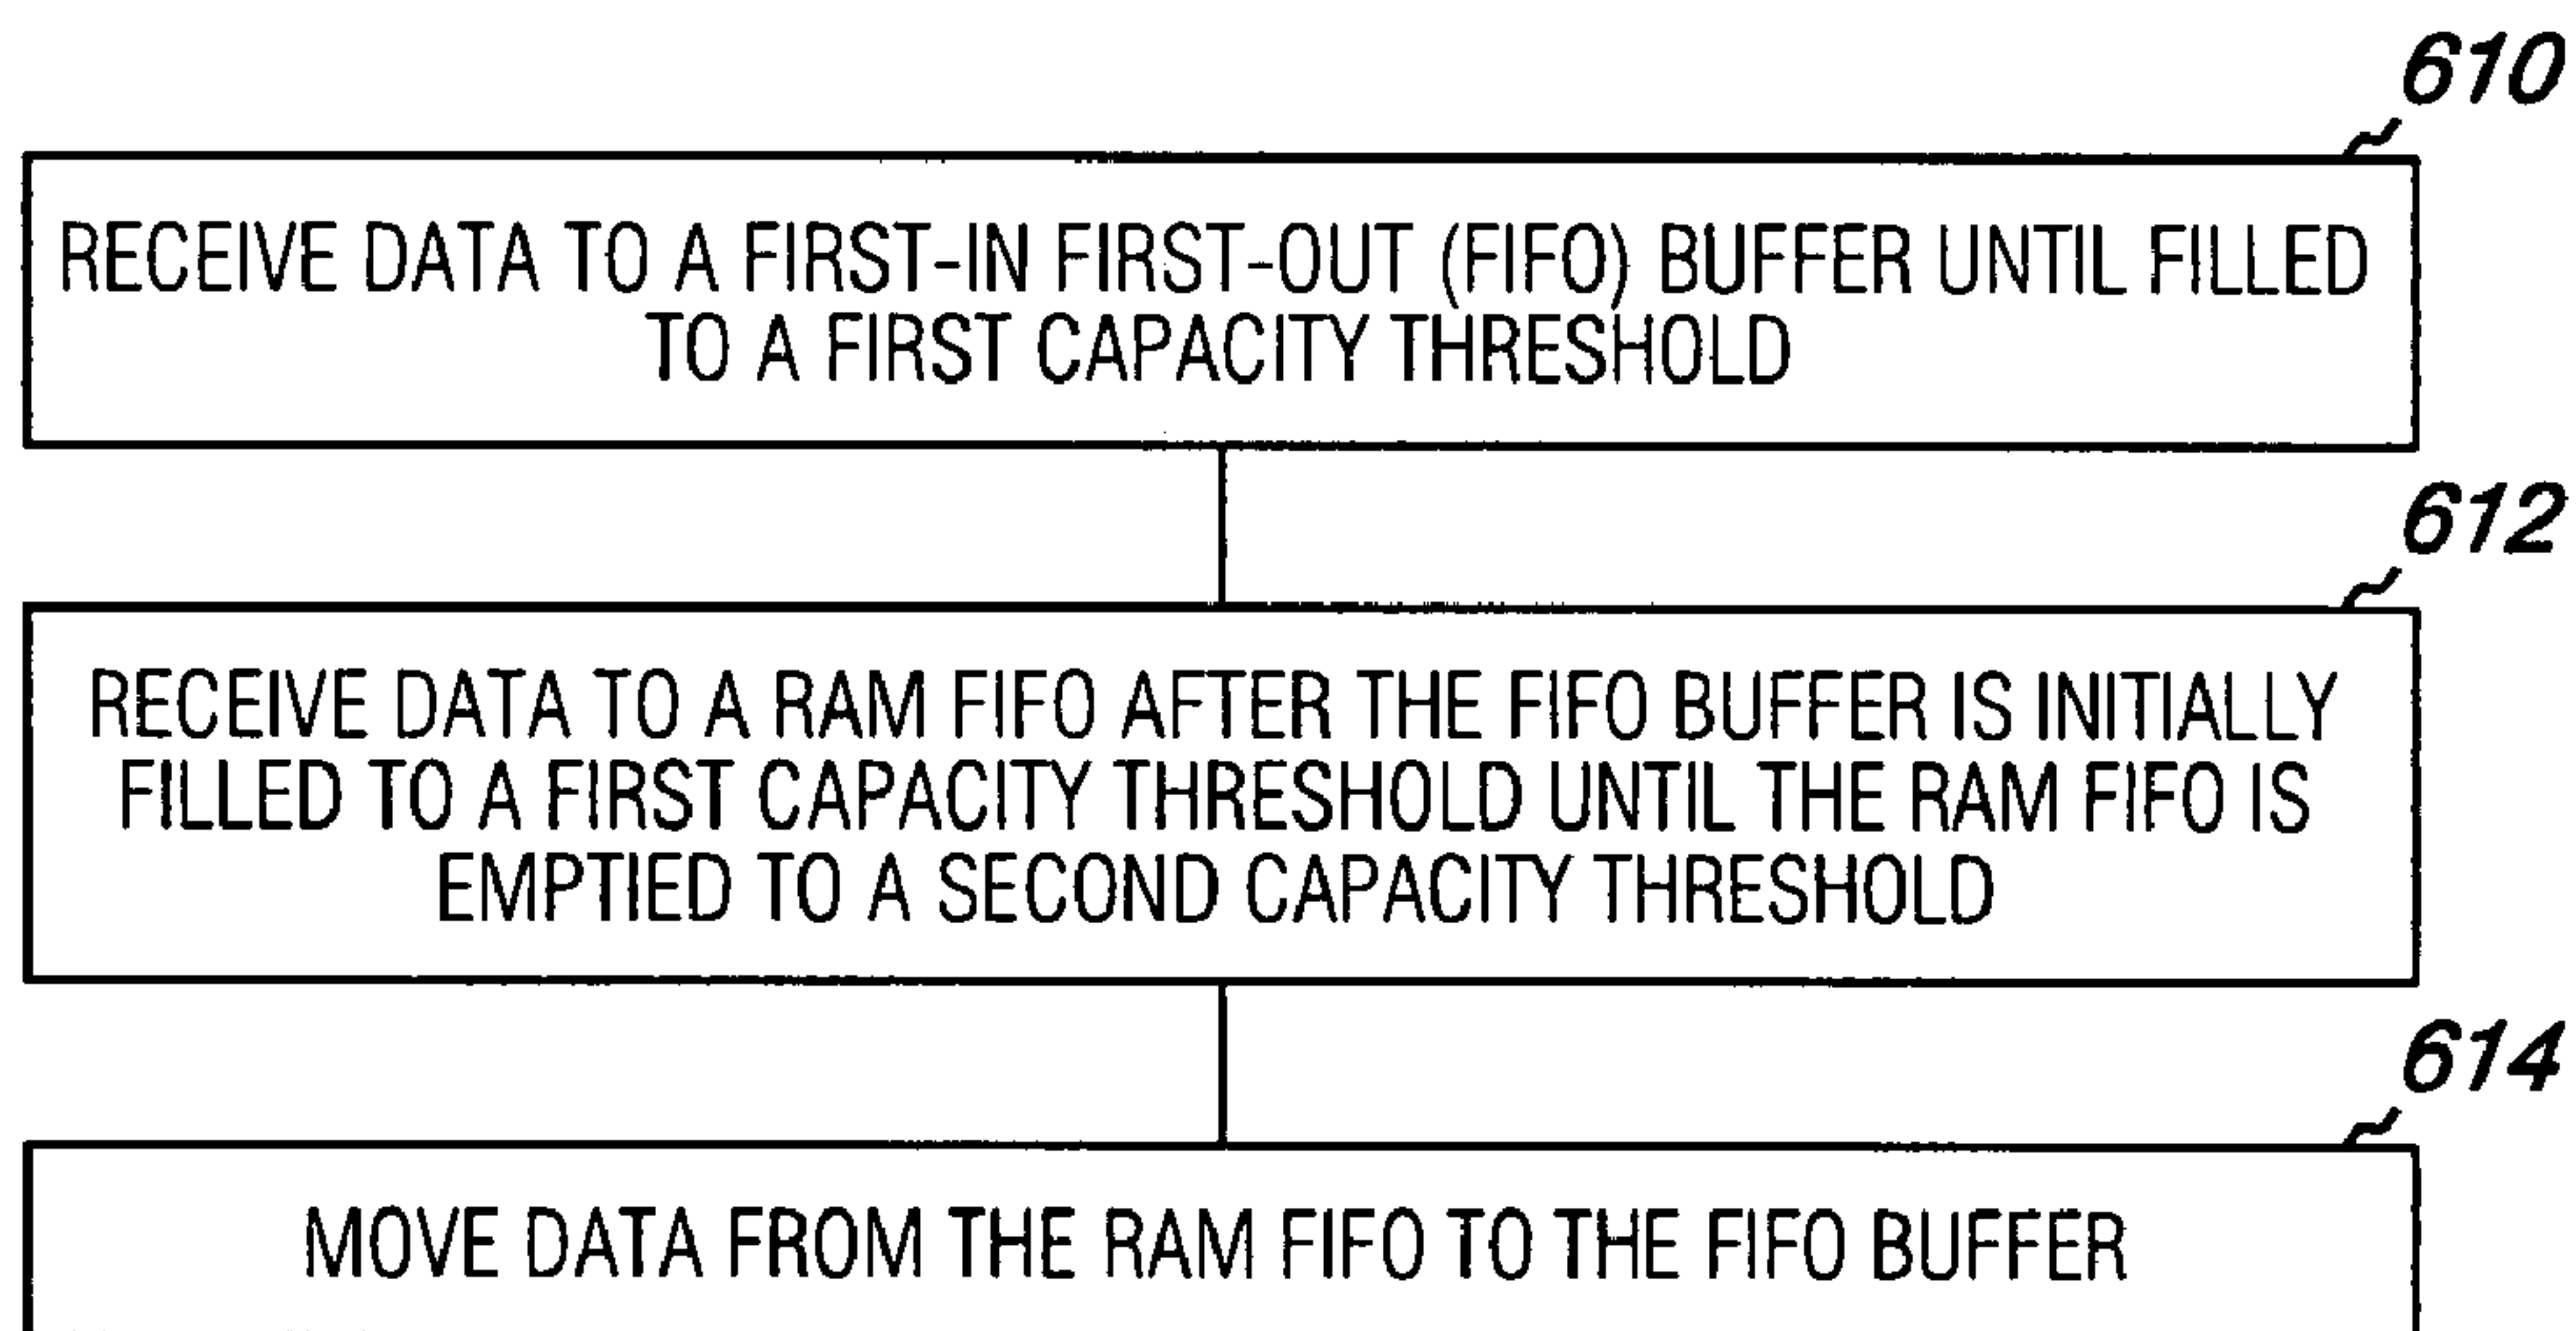 610
RECEIVE DATA TO A FIRST-IN FIRST-OUT (FIFO) BUFFER UNTIL FILLED
TO A FIRST CAPACITY THRESHOLD
612
RECEIVE DATA TO A RAM FIFO AFTER THE FIFO BUFFER IS INITIALLY
FILLED TO A FIRST CAPACITY THRESHOLD UNTIL THE RAM FIFO IS
EMPTIED TO A SECOND CAPACITY THRESHOLD
614
MOVE DATA FROM THE RAM FIFO TO THE FIFO BUFFER